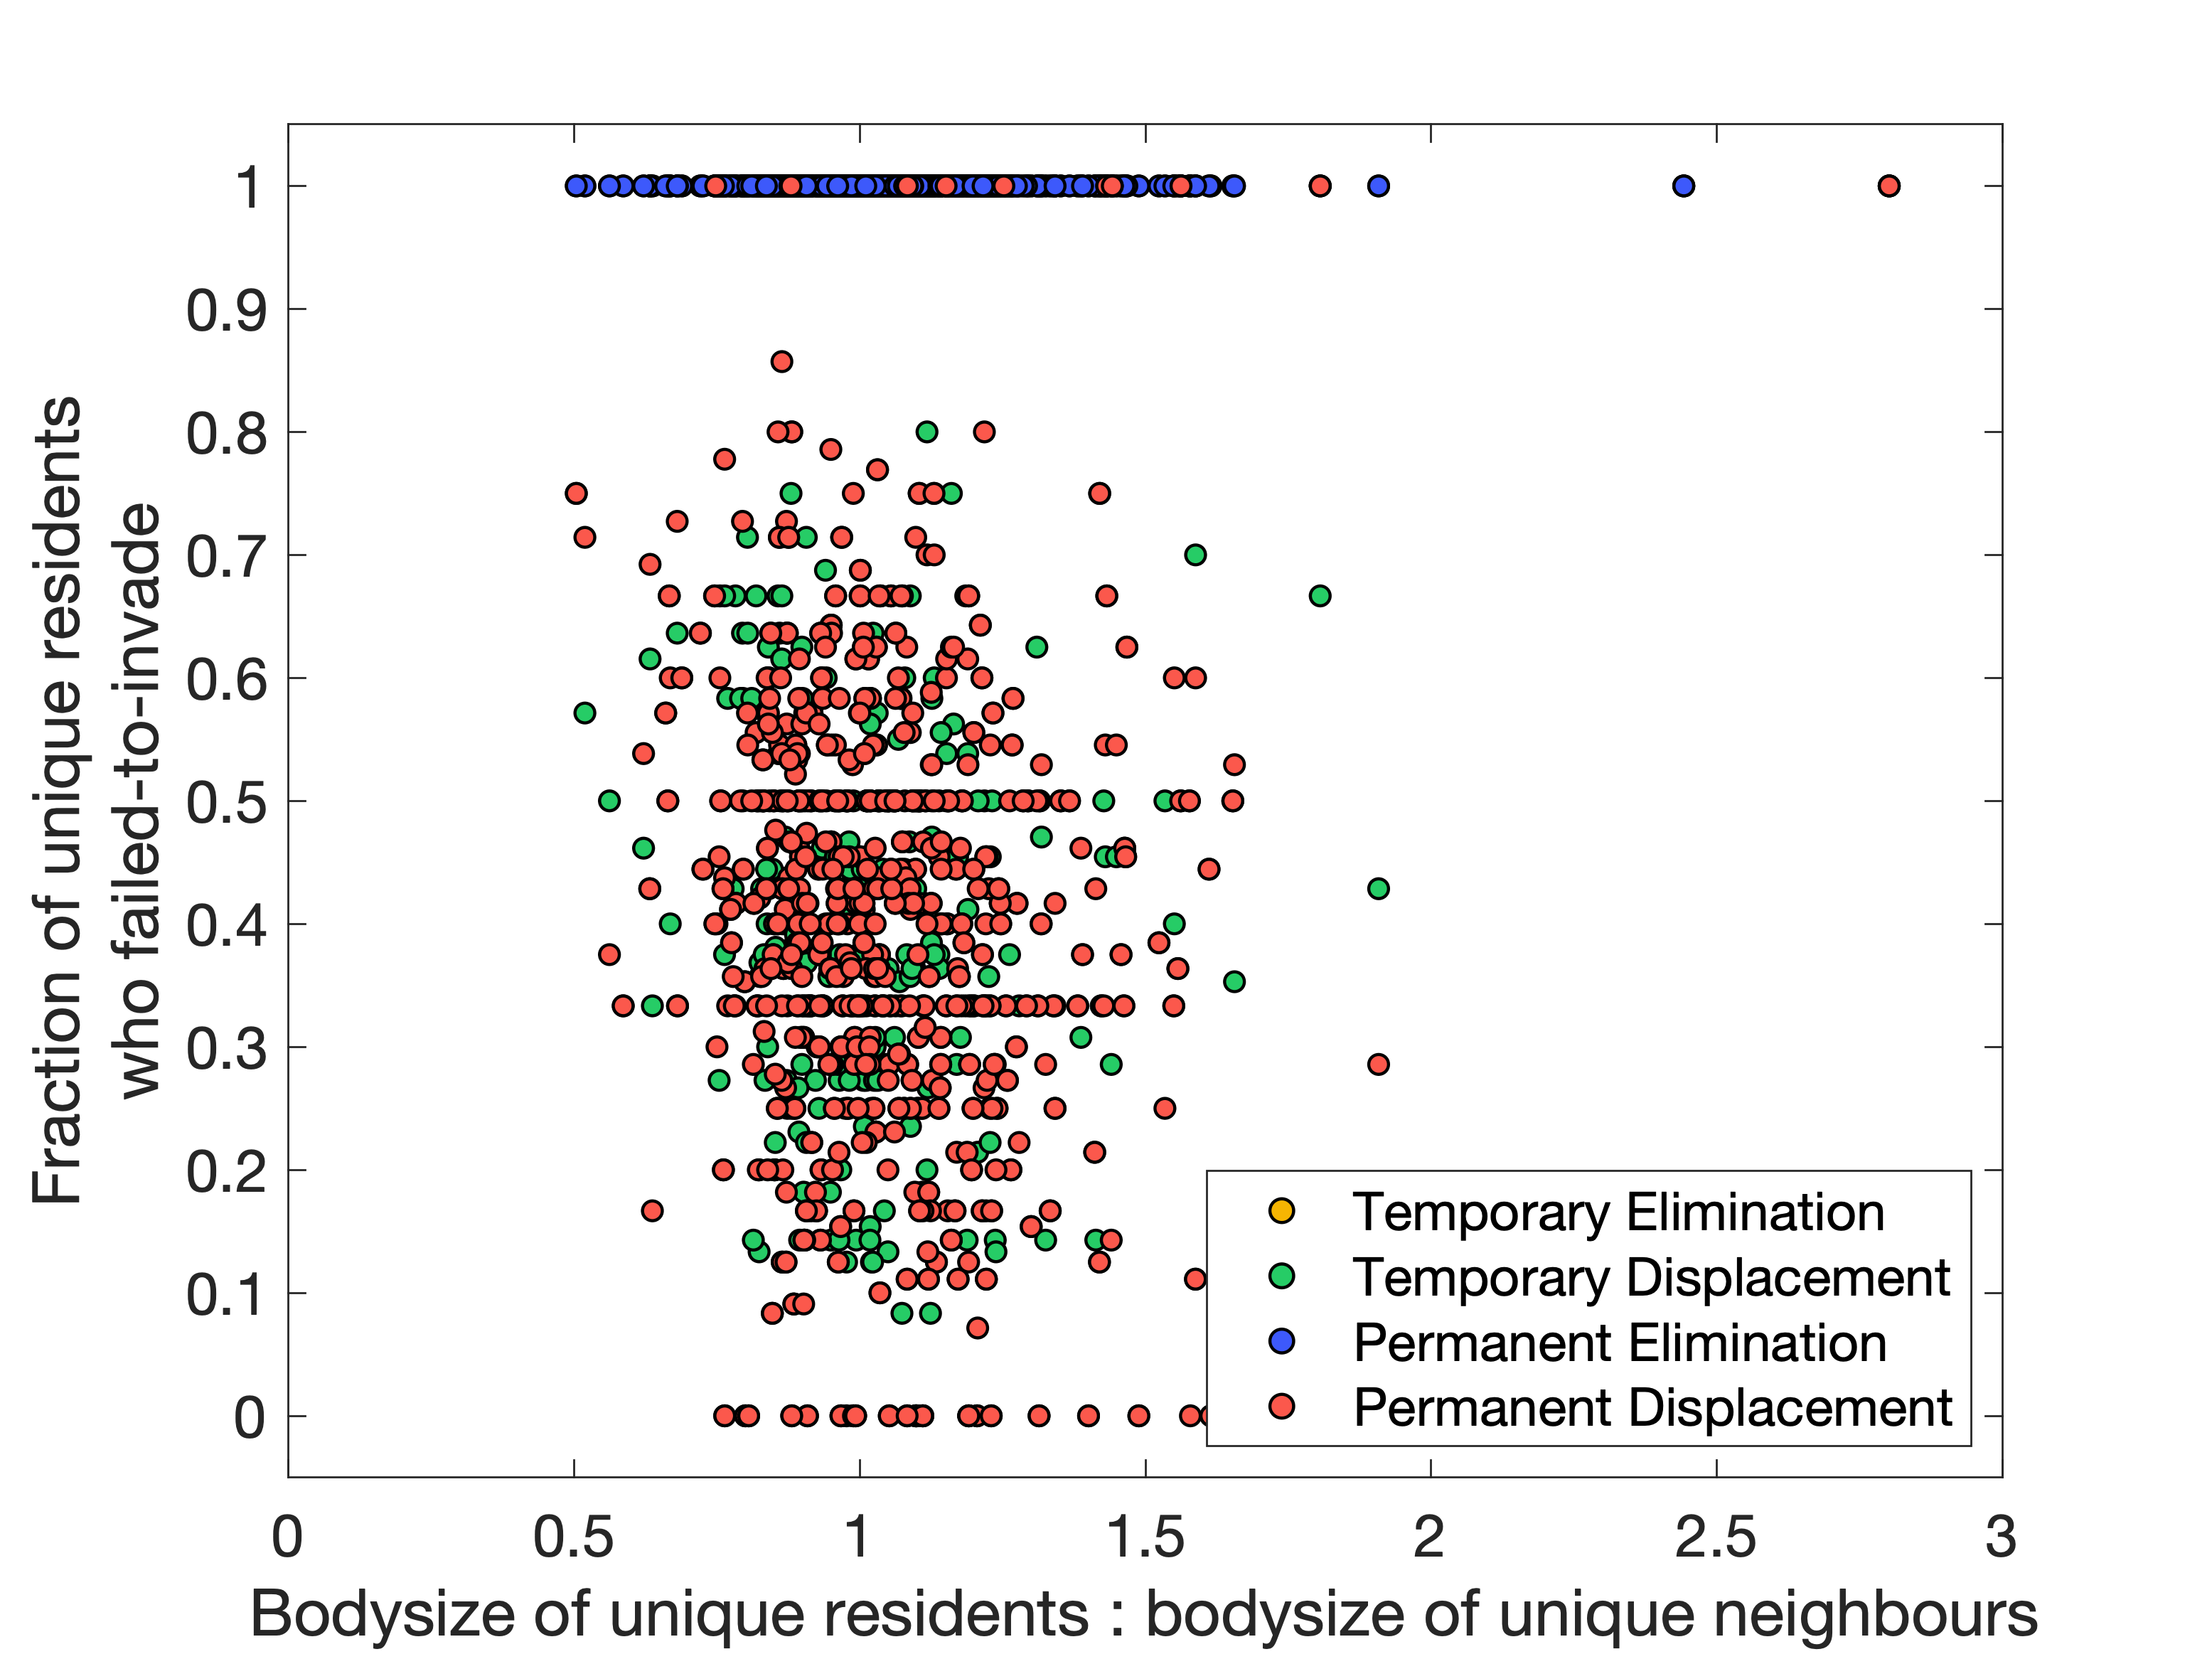 1
0.9
0.8
0.7
0.6
0.5
0.4
0.3
0.2
0.1
0
Fraction of unique residents
who failed-to-invade
Temporary Elimination
Temporary Displacement
Permanent Elimination
Permanent Displacement
0 0.5 1 1.5 2 2.5 3
Bodysize of unique residents : bodysize of unique neighbours